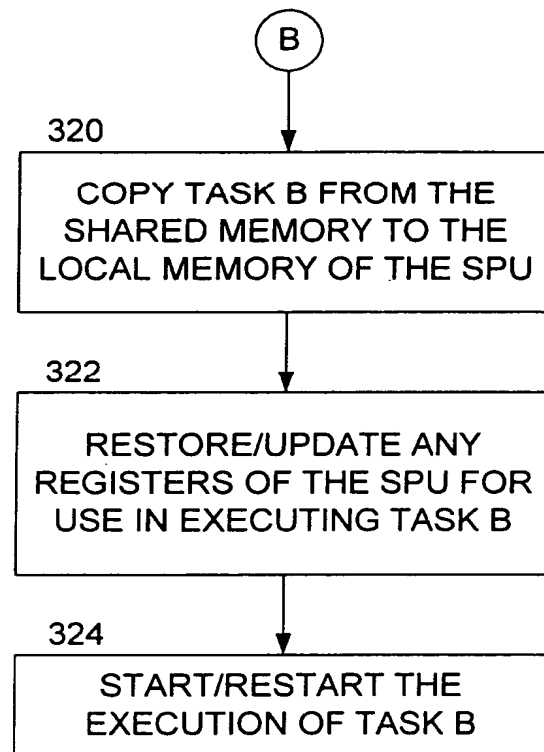 B
320
COPY TASK B FROM THE
SHARED MEMORY TO THE
LOCAL MEMORY OF THE SPU
322
RESTORE/UPDATE ANY
REGISTERS OF THE SPU FOR
USE IN EXECUTING TASK B
324
START/RESTART THE
EXECUTION OF TASK B